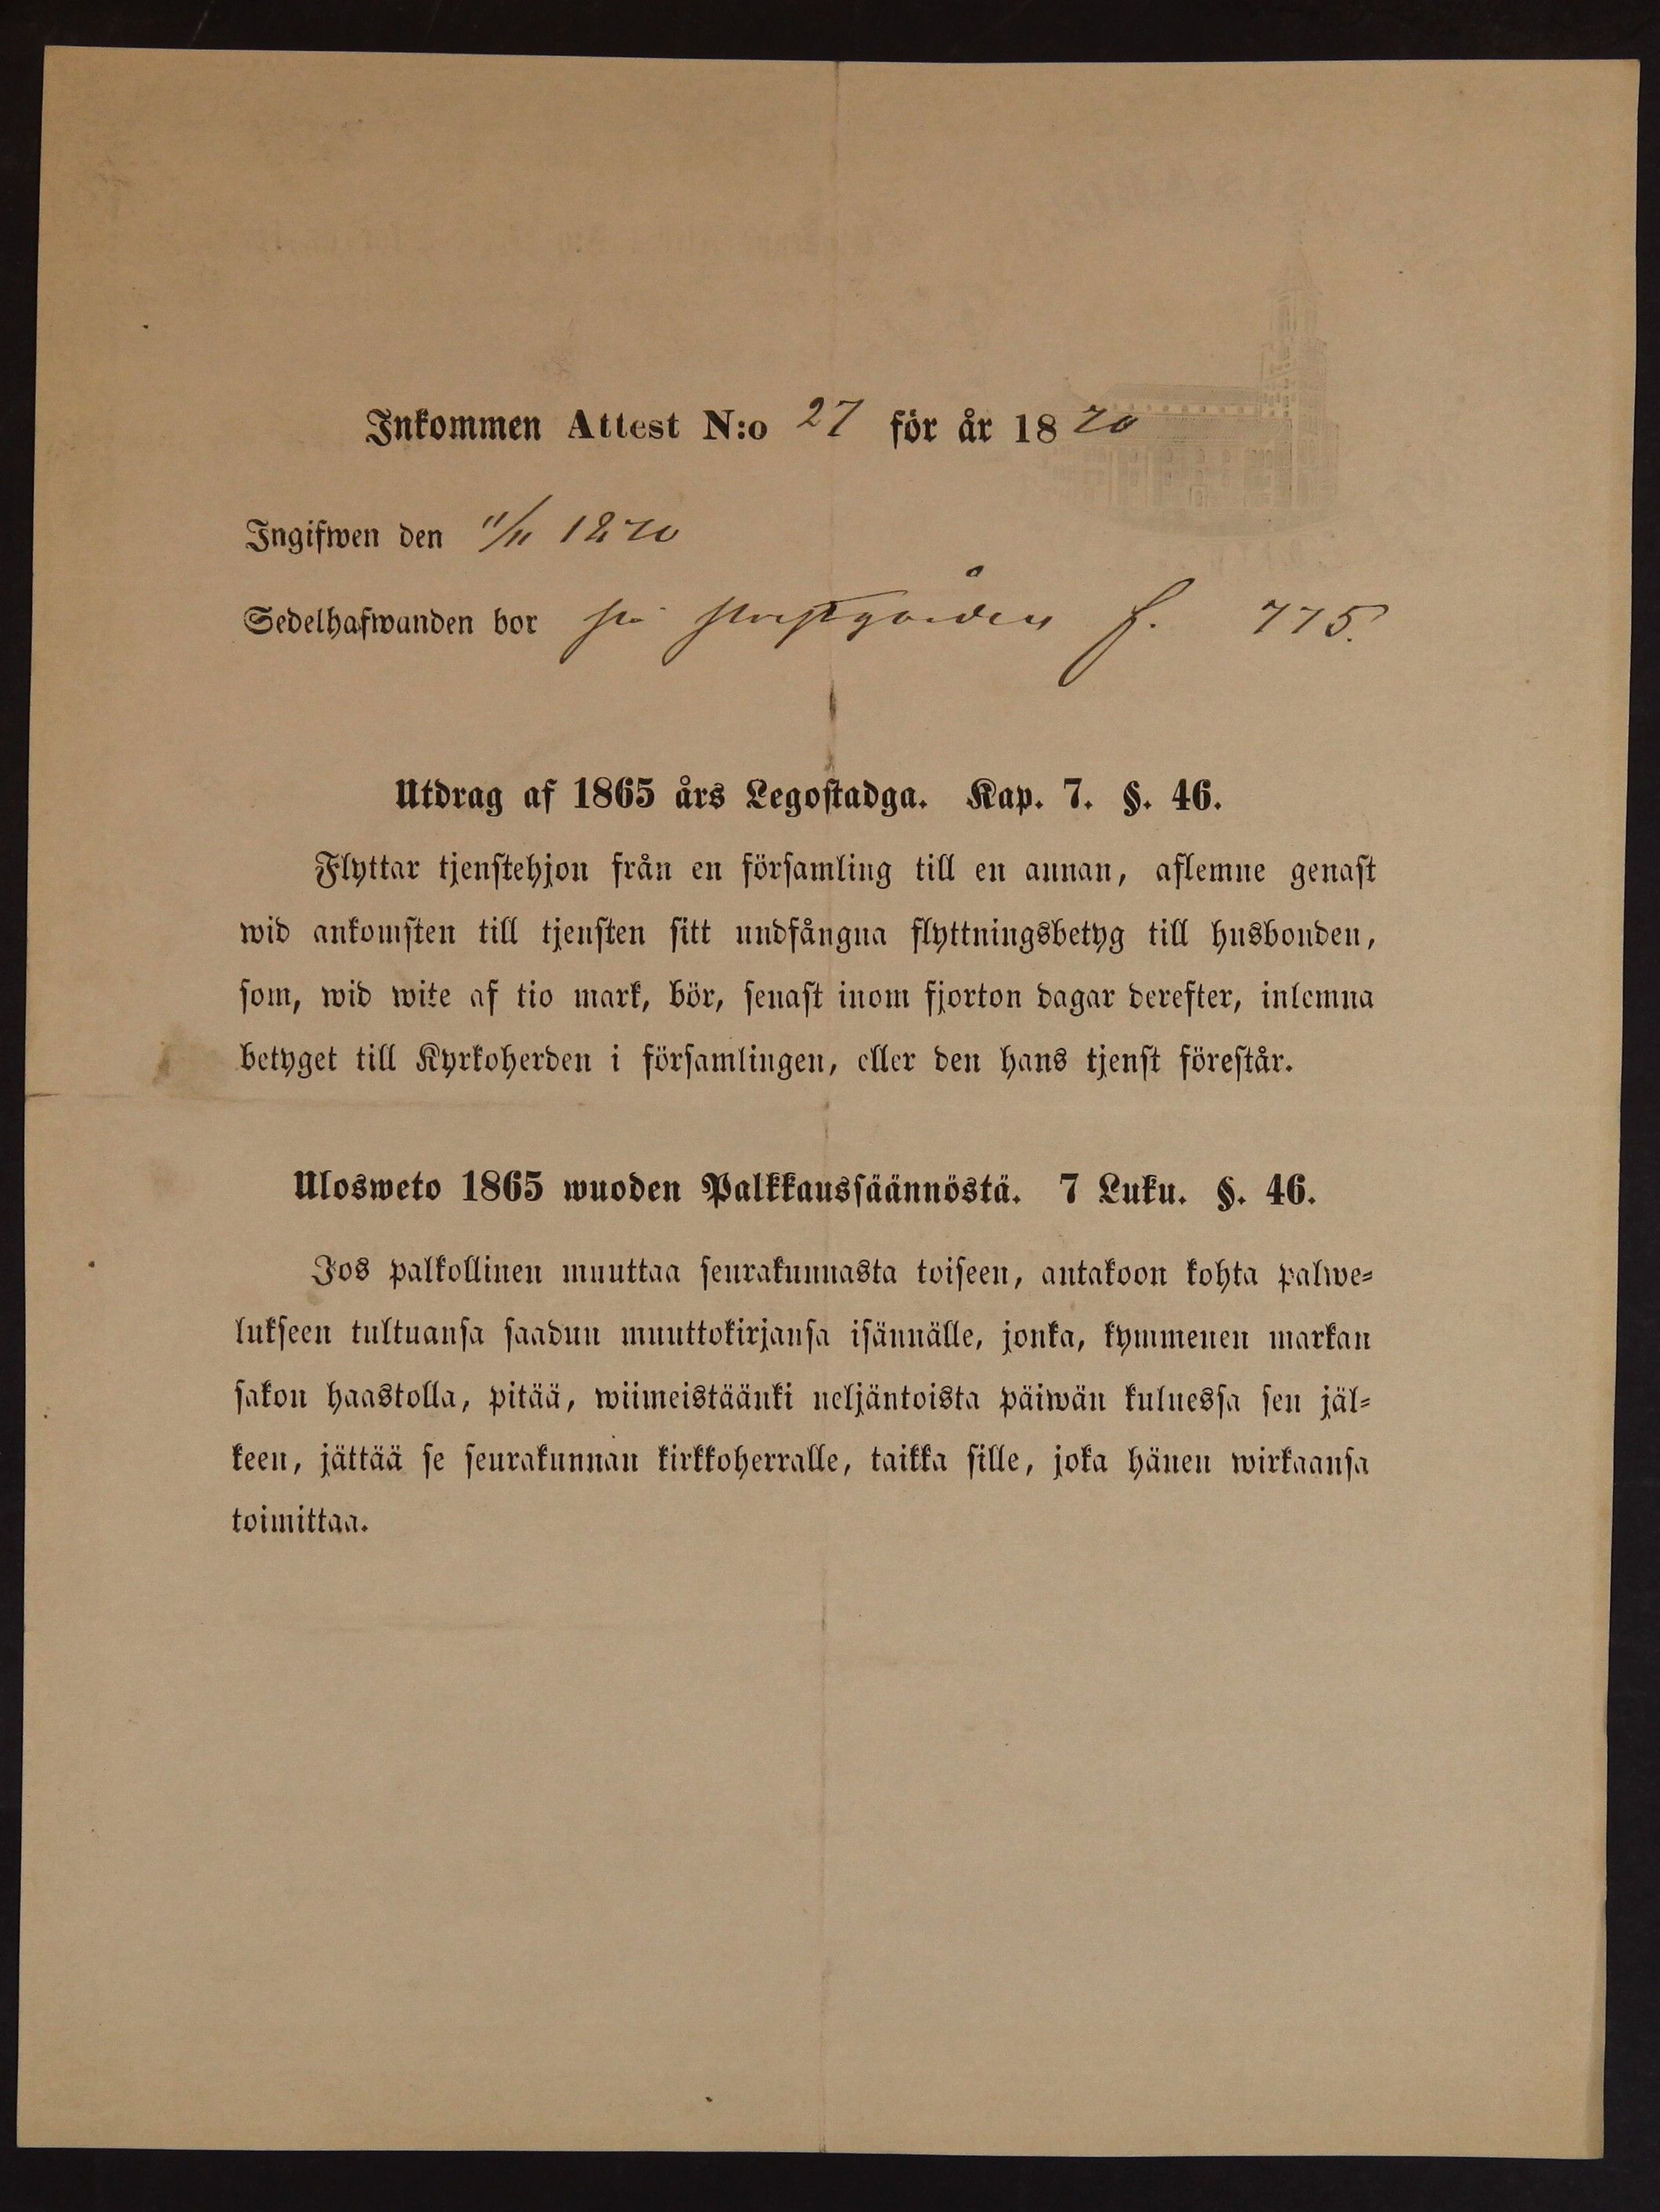 Inkommen Attest N:o 27 för år 1870
Ingifwen den 11/11 1870
Sedelhafwanden bor på prestgården f. 775.
Utdrag af 1865 års Legostadga. Kap. 7. §. 46.
Flyttar tjenstehjon från en församling till en annan, aflemne genast
wid ankomsten till tjensten sitt undfångna flyttningsbetyg till husbonden,
som, wid wite af tio mark, bör, senast inom fjorton dagar derefter, inlemna
betyget till Kyrkoherden i församlingen, eller den hans tjenst förestår.
Ulosweto 1865 wuoden Palkkaussäännöstä. 7 Luku. §. 46.
Jos palkollinen muuttaa seurakunnasta toiseen, antakoon kohta palwe-
lukseen tultuansa saadun muuttokirjansa isännälle, jonka, kymmenen markan
sakon haastolla, pitää, wiimeistäänki neljäntoista päiwän kuluessa sen jäl-
keen, jättää se seurakunnan kirkkoherralle, taikka sille, joka hänen wirkaansa
toimittaa.